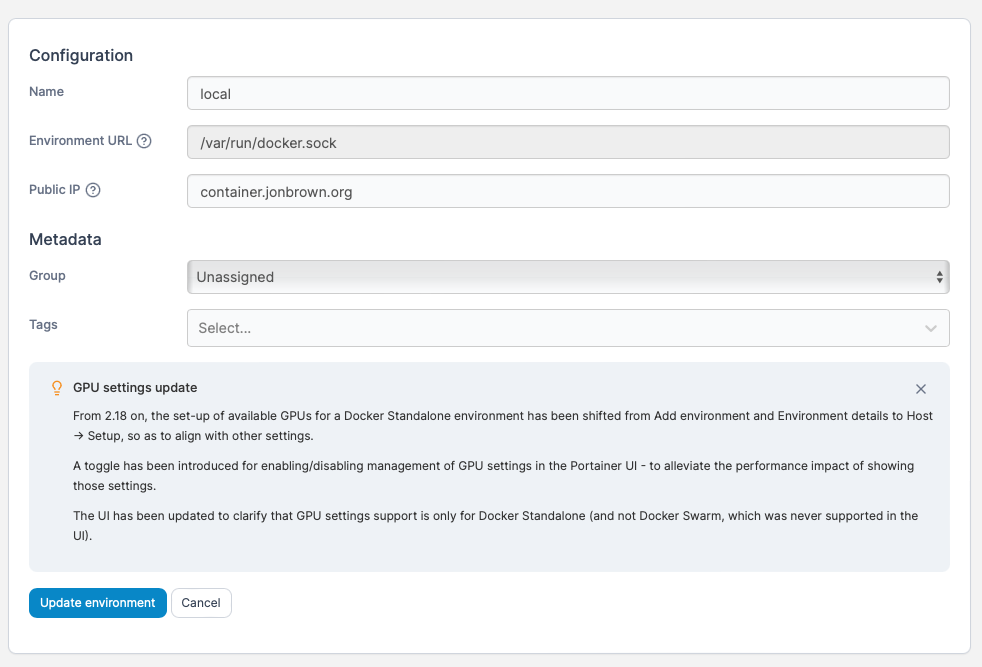 Configuration
Name
local
Environment URL
/var/run/docker.sock
Public IP
container.jonbrown.org
Metadata
Group
Unassigned
Tags
Select...
GPU settings update
From 2.18 on, the set-up of available GPUs for a Docker Standalone environment has been shifted from Add environment and Environment details to Host
→ Setup, so as to align with other settings.
A toggle has been introduced for enabling/disabling management of GPU settings in the Portainer UI - to alleviate the performance impact of showing
those settings.
The UI has been updated to clarify that GPU settings support is only for Docker Standalone (and not Docker Swarm, which was never supported in the
UI).
Update environment
Cancel